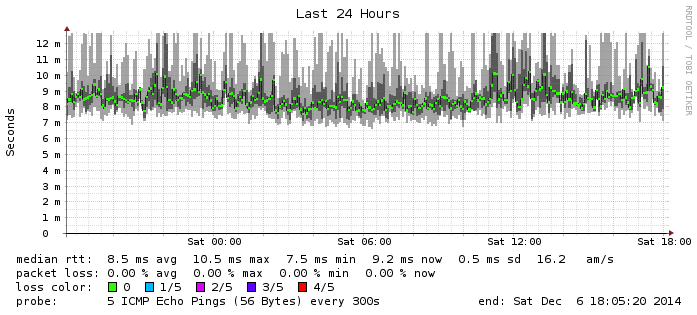 Last 24 Hours
RRDTOOL / TOBI OETIKER
Seconds
12 m
11 m
10 m
9 m
8 m
7 m
6 m
5 m
4 m
3 m
2 m
1 m
0
Sat 00:00 Sat 06:00 Sat 12:00 Sat 18:00
median rtt: 8.5 ms avg 10.5 ms max 7.5 ms min 9.2 ms now 0.5 ms sd 16.2 am/s
packet loss: 0.00 % avg 0.00 % max 0.00 % min 0.00 % now
loss color: 0 1/5 2/5 3/5 4/5
probe: 5 ICMP Echo Pings (56 Bytes) every 300s end: Sat Dec 6 18:05:20 2014